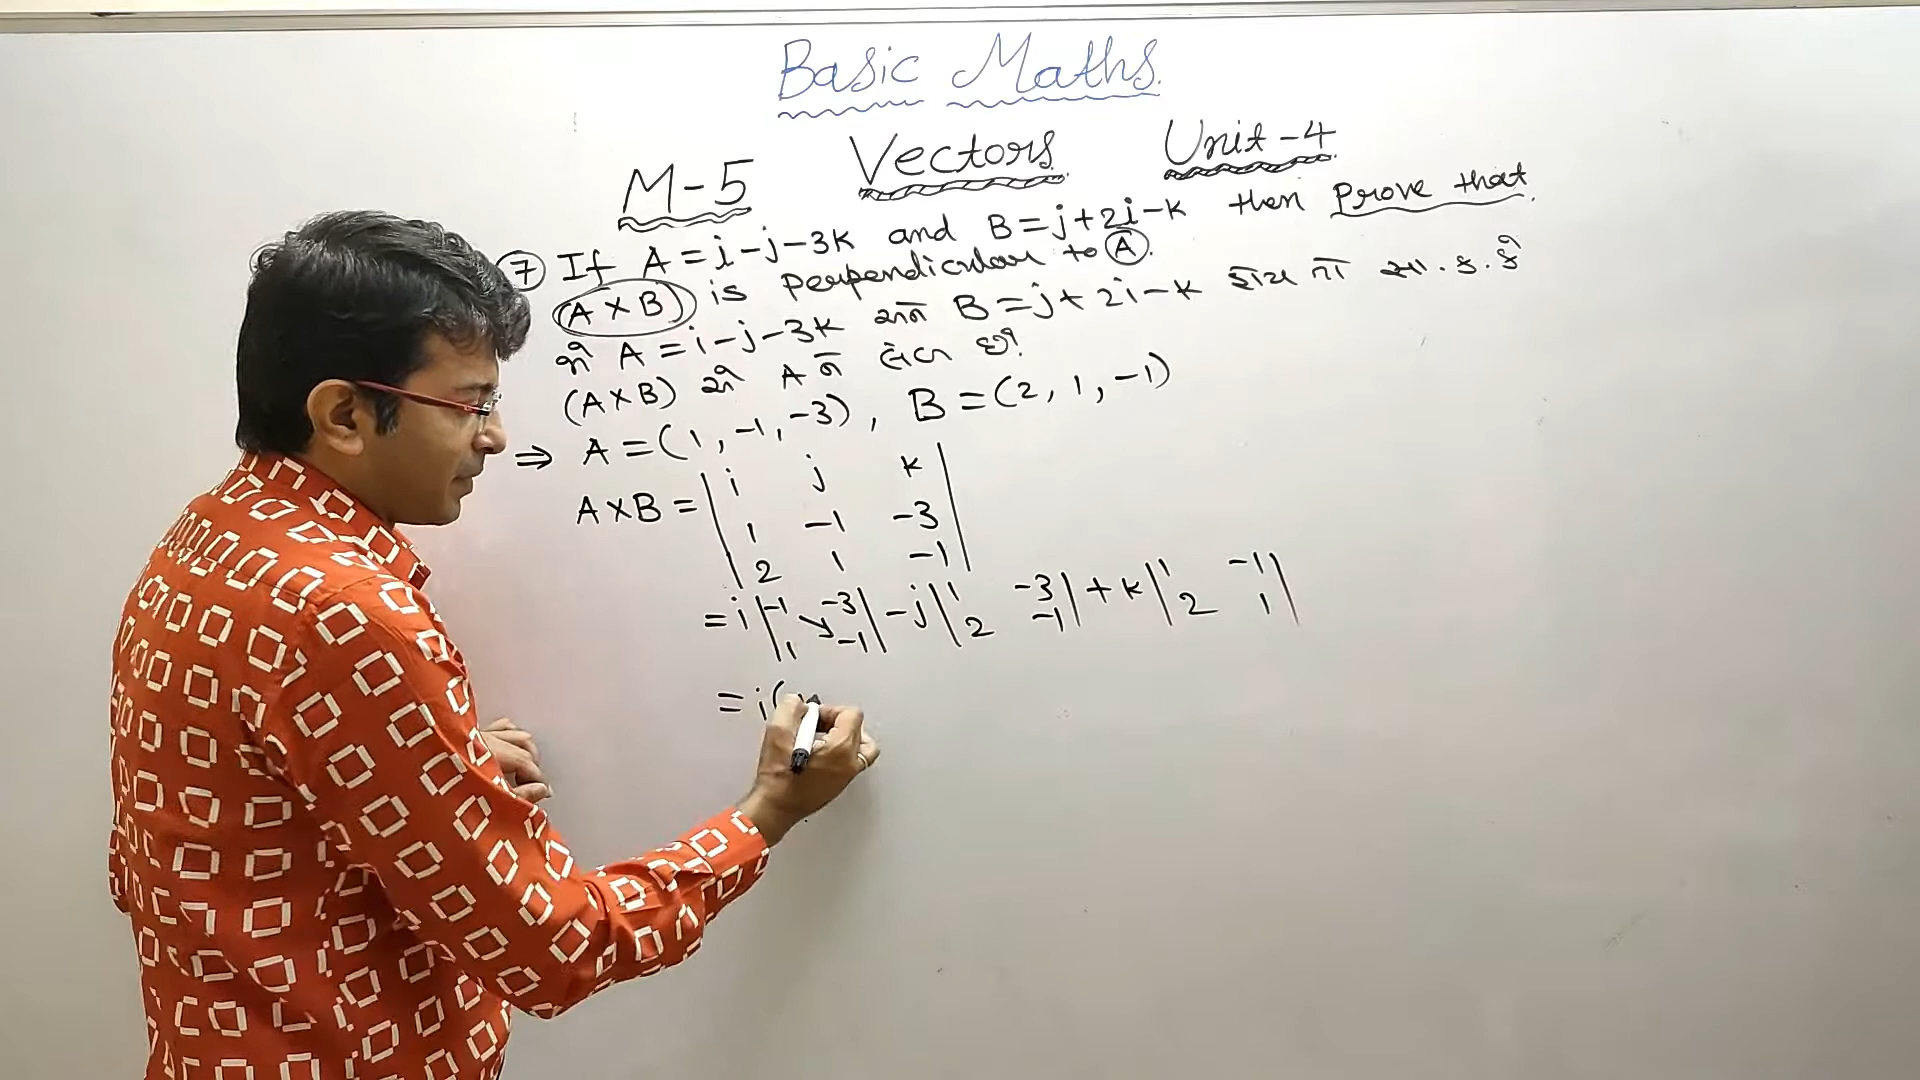 Basic Maths.
M-5 Vectors Unit-4
⑦ If A = i - j - 3k and B = j + 2i - k then Prove that
(A × B) is perpendicular to A.
જો A = i - j - 3k અને B = j + 2i - k હોય તો સા.ક.કે
(A×B) એ A ને લંબ છે?
⇒ A = (1, -1, -3), B = (2, 1, -1)
A×B = | i j k |
| 1 -1 -3 |
| 2 1 -1 |
= i | -1 -3 | - j | 1 -3 | + k | 1 -1 |
| 1 -1 | | 2 -1 | | 2 1 |
= i(